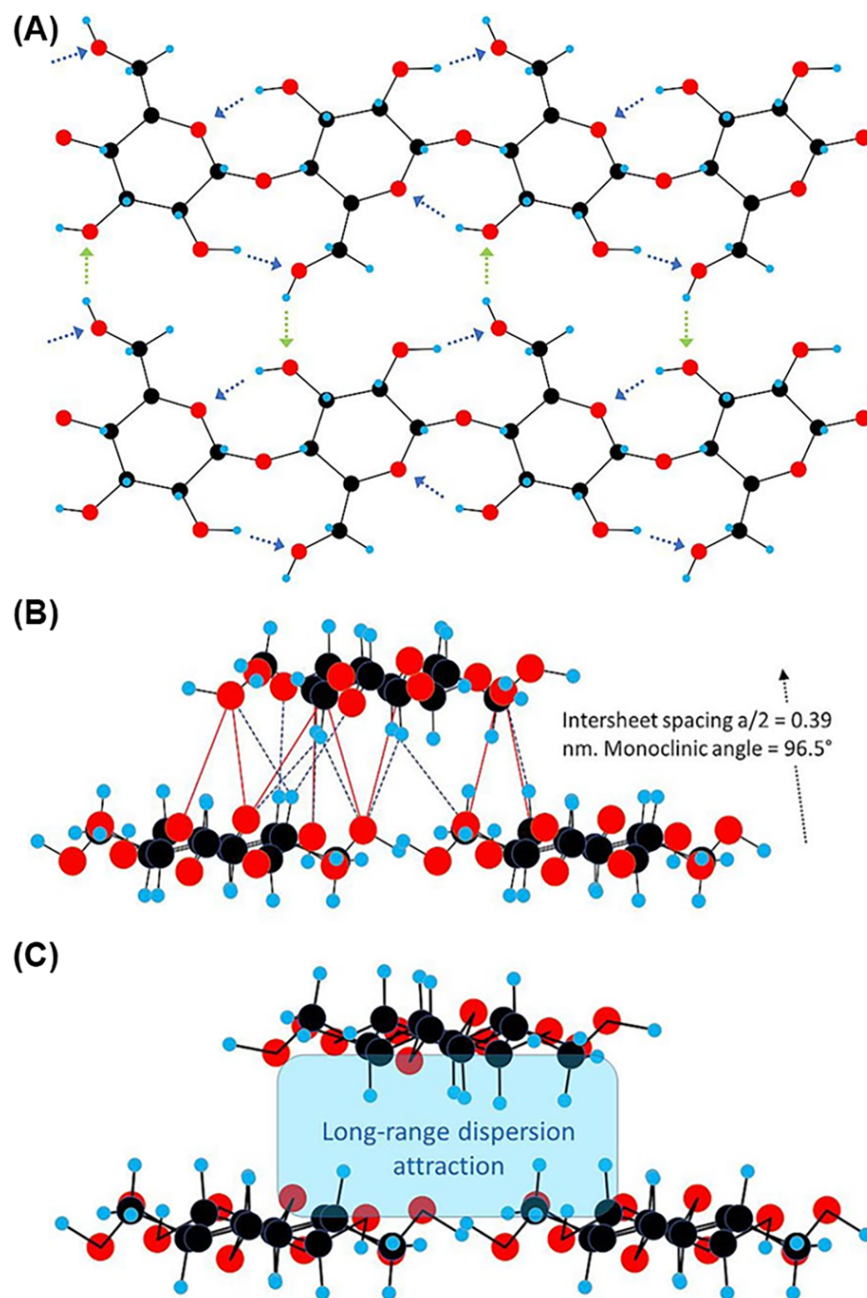 (A)
(B)
Intersheet spacing a/2 = 0.39
nm. Monoclinic angle = 96.5°
(C)
Long-range dispersion
attraction